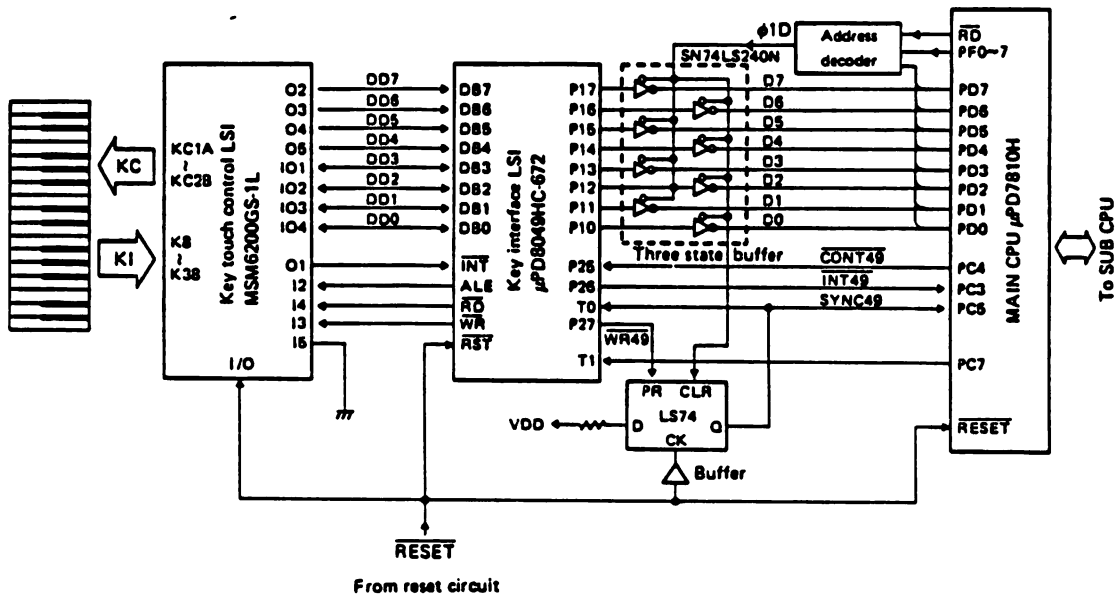 φ1D
Address
decoder
RD
PF0~7
SN74LS240N
O2 DD7 DB7 P17 D7 PD7
O3 DD6 DB6 P16 D6 PD6
O4 DD5 DB5 P15 D5 PD5
O5 DD4 DB4 P14 D4 PD4
IO1 DD3 DB3 P13 D3 PD3
IO2 DD2 DB2 P12 D2 PD2
IO3 DD1 DB1 P11 D1 PD1
IO4 DD0 DB0 P10 D0 PD0
KC
KC1A
~
KC2B
KI
K8
~
K38
Key touch control LSI
MSM6200GS-1L
Key interface LSI
μPD8049HC-672
Three state buffer
MAIN CPU μPD7810H
To SUB CPU
O1 INT P25 CONT49 PC4
I2 ALE P26 INT49 PC3
I4 RD T0 SYNC49 PC5
I3 WR P27 WR49
I5 RST T1 PC7
I/O
PR CLR
LS74
VDD D Q
CK
Buffer
RESET
RESET
From reset circuit